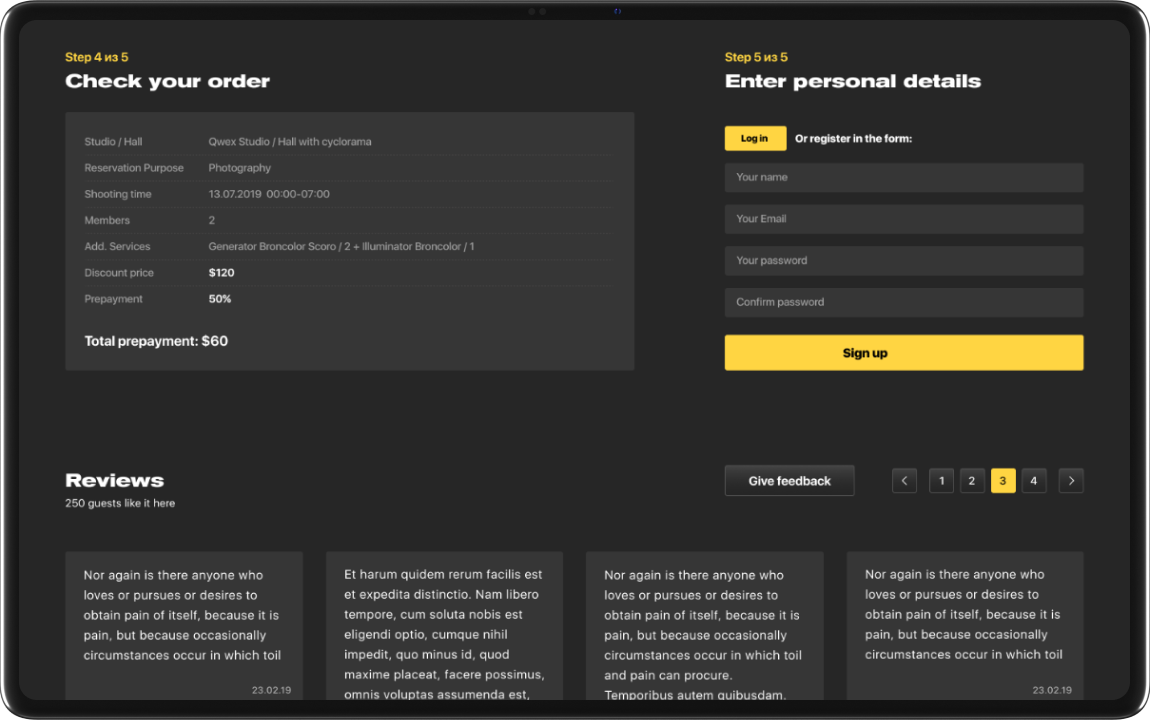 Step 4 из 5
Check your order
Studio / Hall Qwex Studio / Hall with cyclorama
Reservation Purpose Photography
Shooting time 13.07.2019 00:00-07:00
Members 2
Add. Services Generator Broncolor Scoro / 2 + Illuminator Broncolor / 1
Discount price $120
Prepayment 50%
Total prepayment: $60
Step 5 из 5
Enter personal details
Log in Or register in the form:
Your name
Your Email
Your password
Confirm password
Sign up
Reviews
250 guests like it here
Give feedback
1 2 3 4
Nor again is there anyone who
loves or pursues or desires to
obtain pain of itself, because it is
pain, but because occasionally
circumstances occur in which toil
23.02.19
Et harum quidem rerum facilis est
et expedita distinctio. Nam libero
tempore, cum soluta nobis est
eligendi optio, cumque nihil
impedit, quo minus id, quod
maxime placeat, facere possimus,
omnis voluptas assumenda est,
Nor again is there anyone who
loves or pursues or desires to
obtain pain of itself, because it is
pain, but because occasionally
circumstances occur in which toil
and pain can procure.
Temporibus autem quibusdam,
Nor again is there anyone who
loves or pursues or desires to
obtain pain of itself, because it is
pain, but because occasionally
circumstances occur in which toil
23.02.19